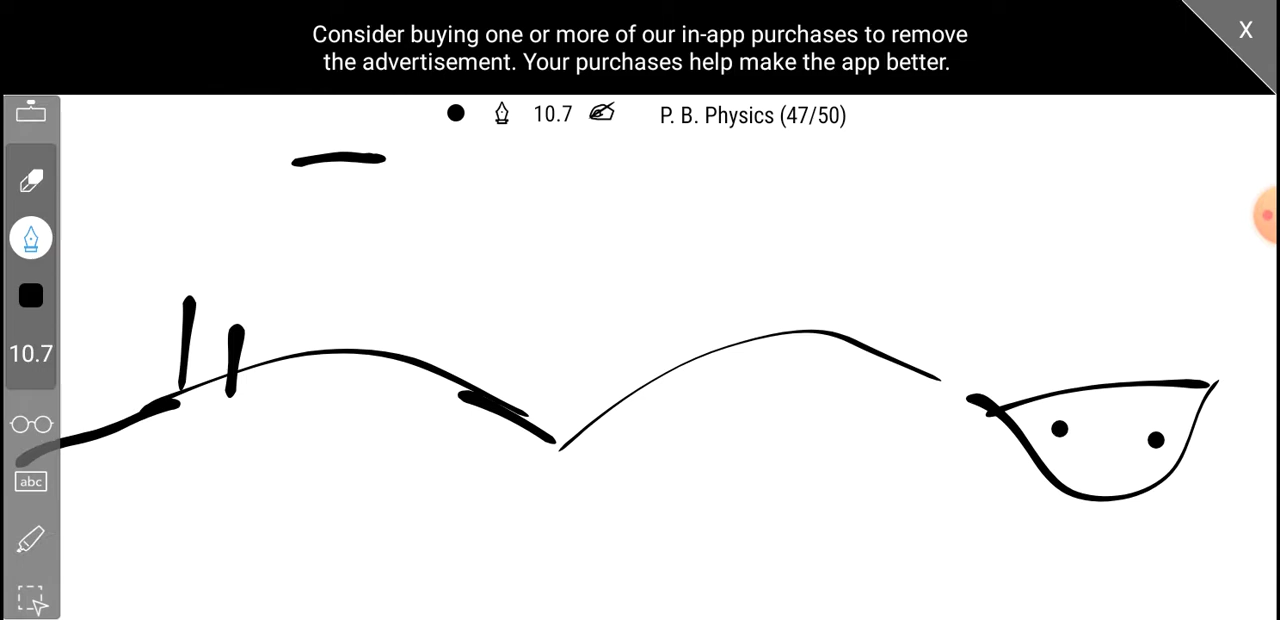 Consider buying one or more of our in-app purchases to remove
the advertisement. Your purchases help make the app better.
X
10.7 P. B. Physics (47/50)
10.7
abc